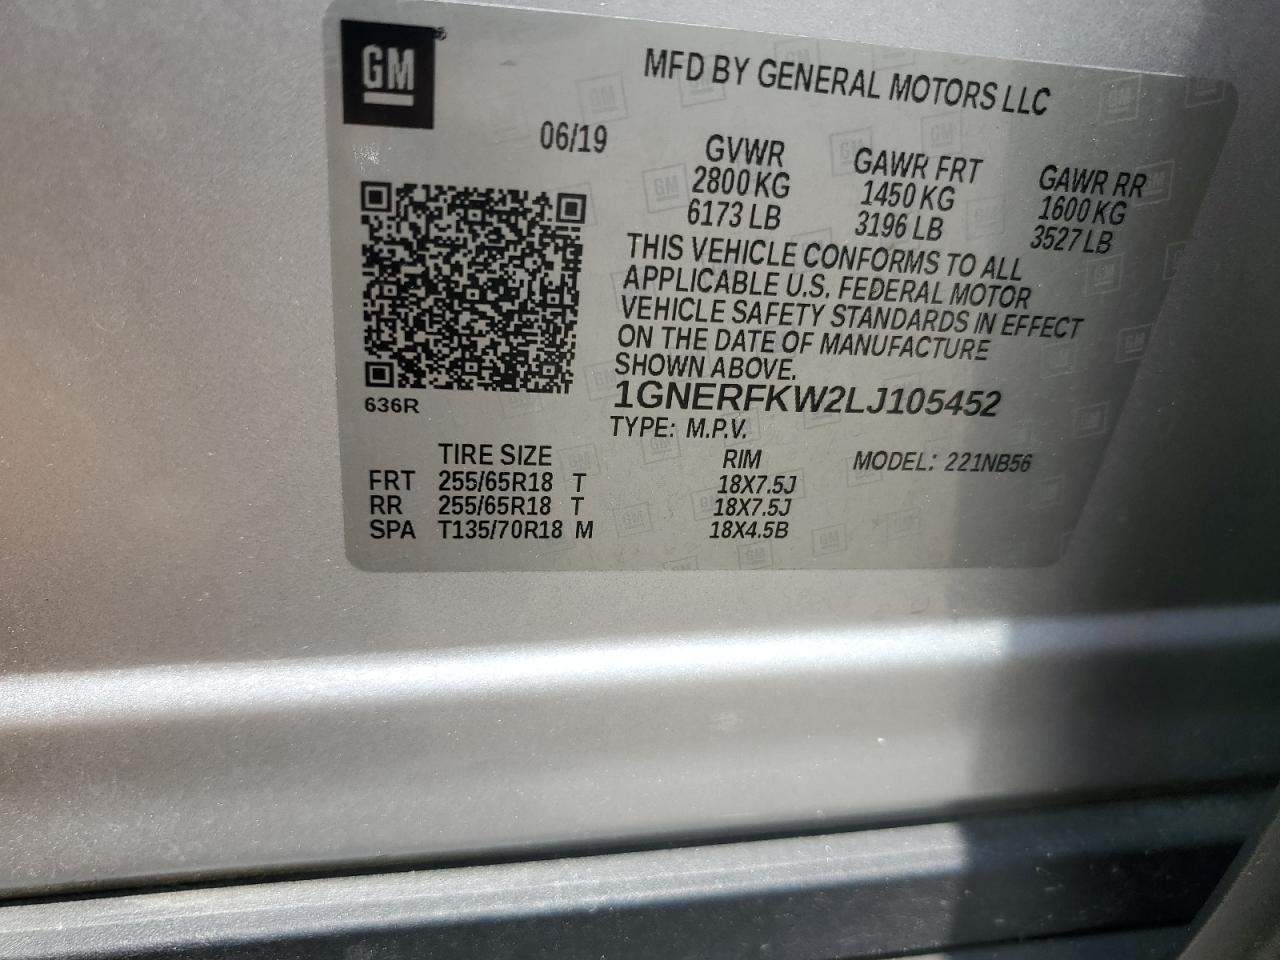 GM
MFD BY GENERAL MOTORS LLC
06/19
GVWR GAWR FRT GAWR RR
2800 KG 1450 KG 1600 KG
6173 LB 3196 LB 3527 LB
THIS VEHICLE CONFORMS TO ALL
APPLICABLE U.S. FEDERAL MOTOR
VEHICLE SAFETY STANDARDS IN EFFECT
ON THE DATE OF MANUFACTURE
SHOWN ABOVE.
636R
1GNERFKW2LJ105452
TYPE: M.P.V. MODEL: 221NB56
TIRE SIZE RIM
FRT 255/65R18 T 18X7.5J
RR 255/65R18 T 18X7.5J
SPA T135/70R18 M 18X4.5B